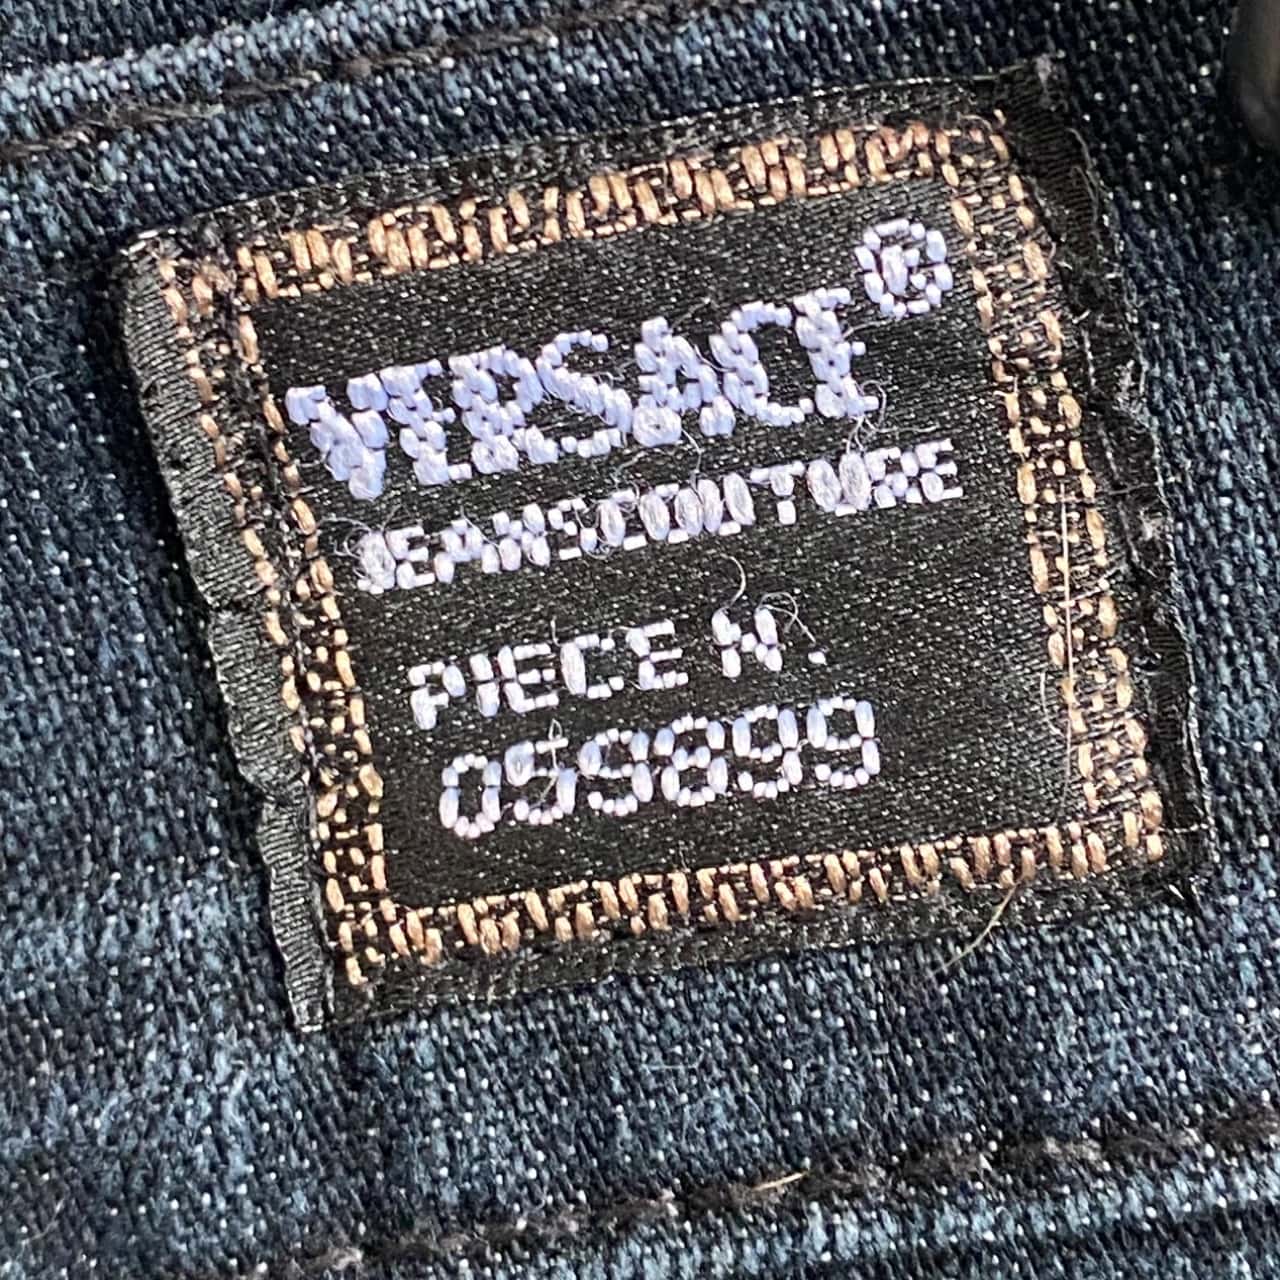 VERSACE®
JEANS COUTURE
PIECE N.
059899